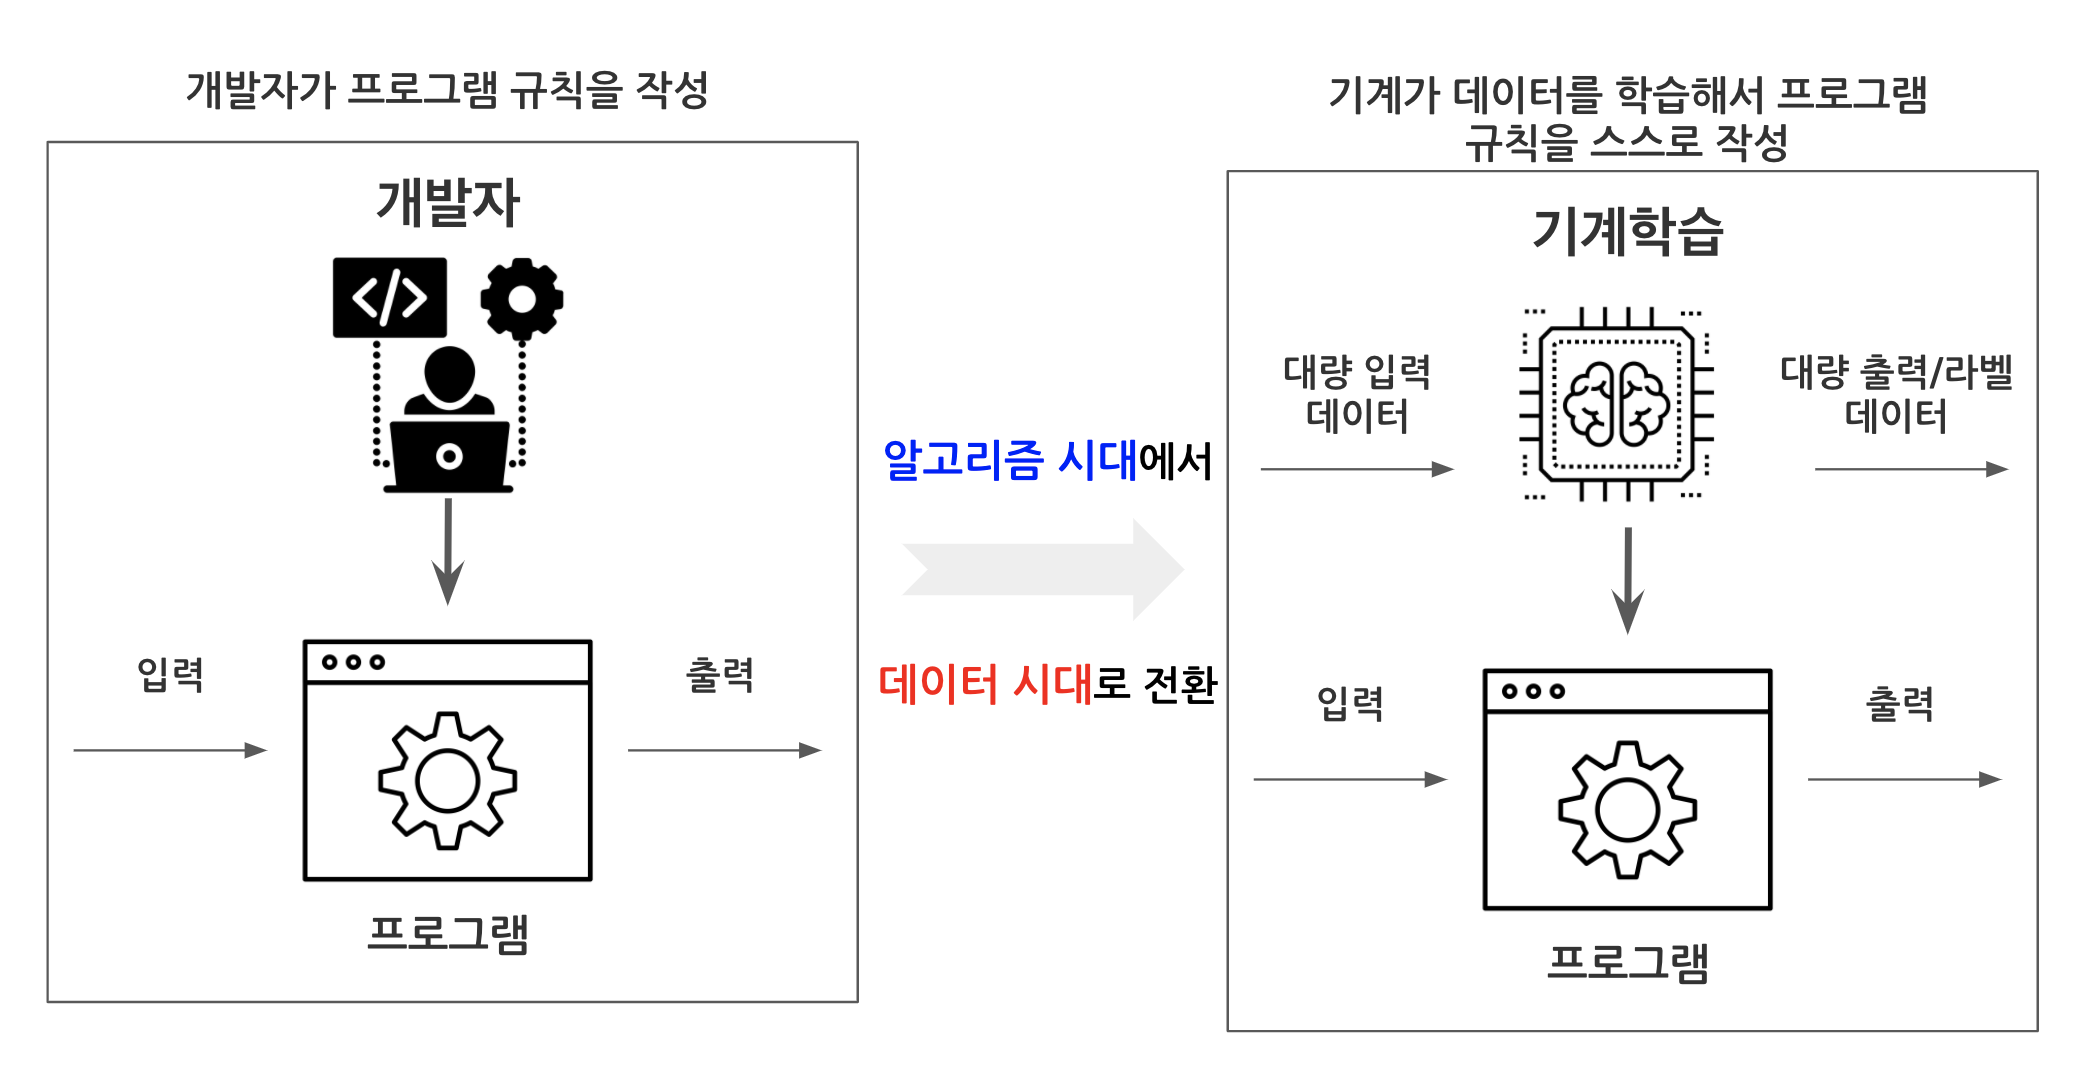 개발자가 프로그램 규칙을 작성
개발자
입력
출력
프로그램
알고리즘 시대에서
데이터 시대로 전환
기계가 데이터를 학습해서 프로그램
규칙을 스스로 작성
기계학습
대량 입력
데이터
대량 출력/라벨
데이터
입력
출력
프로그램